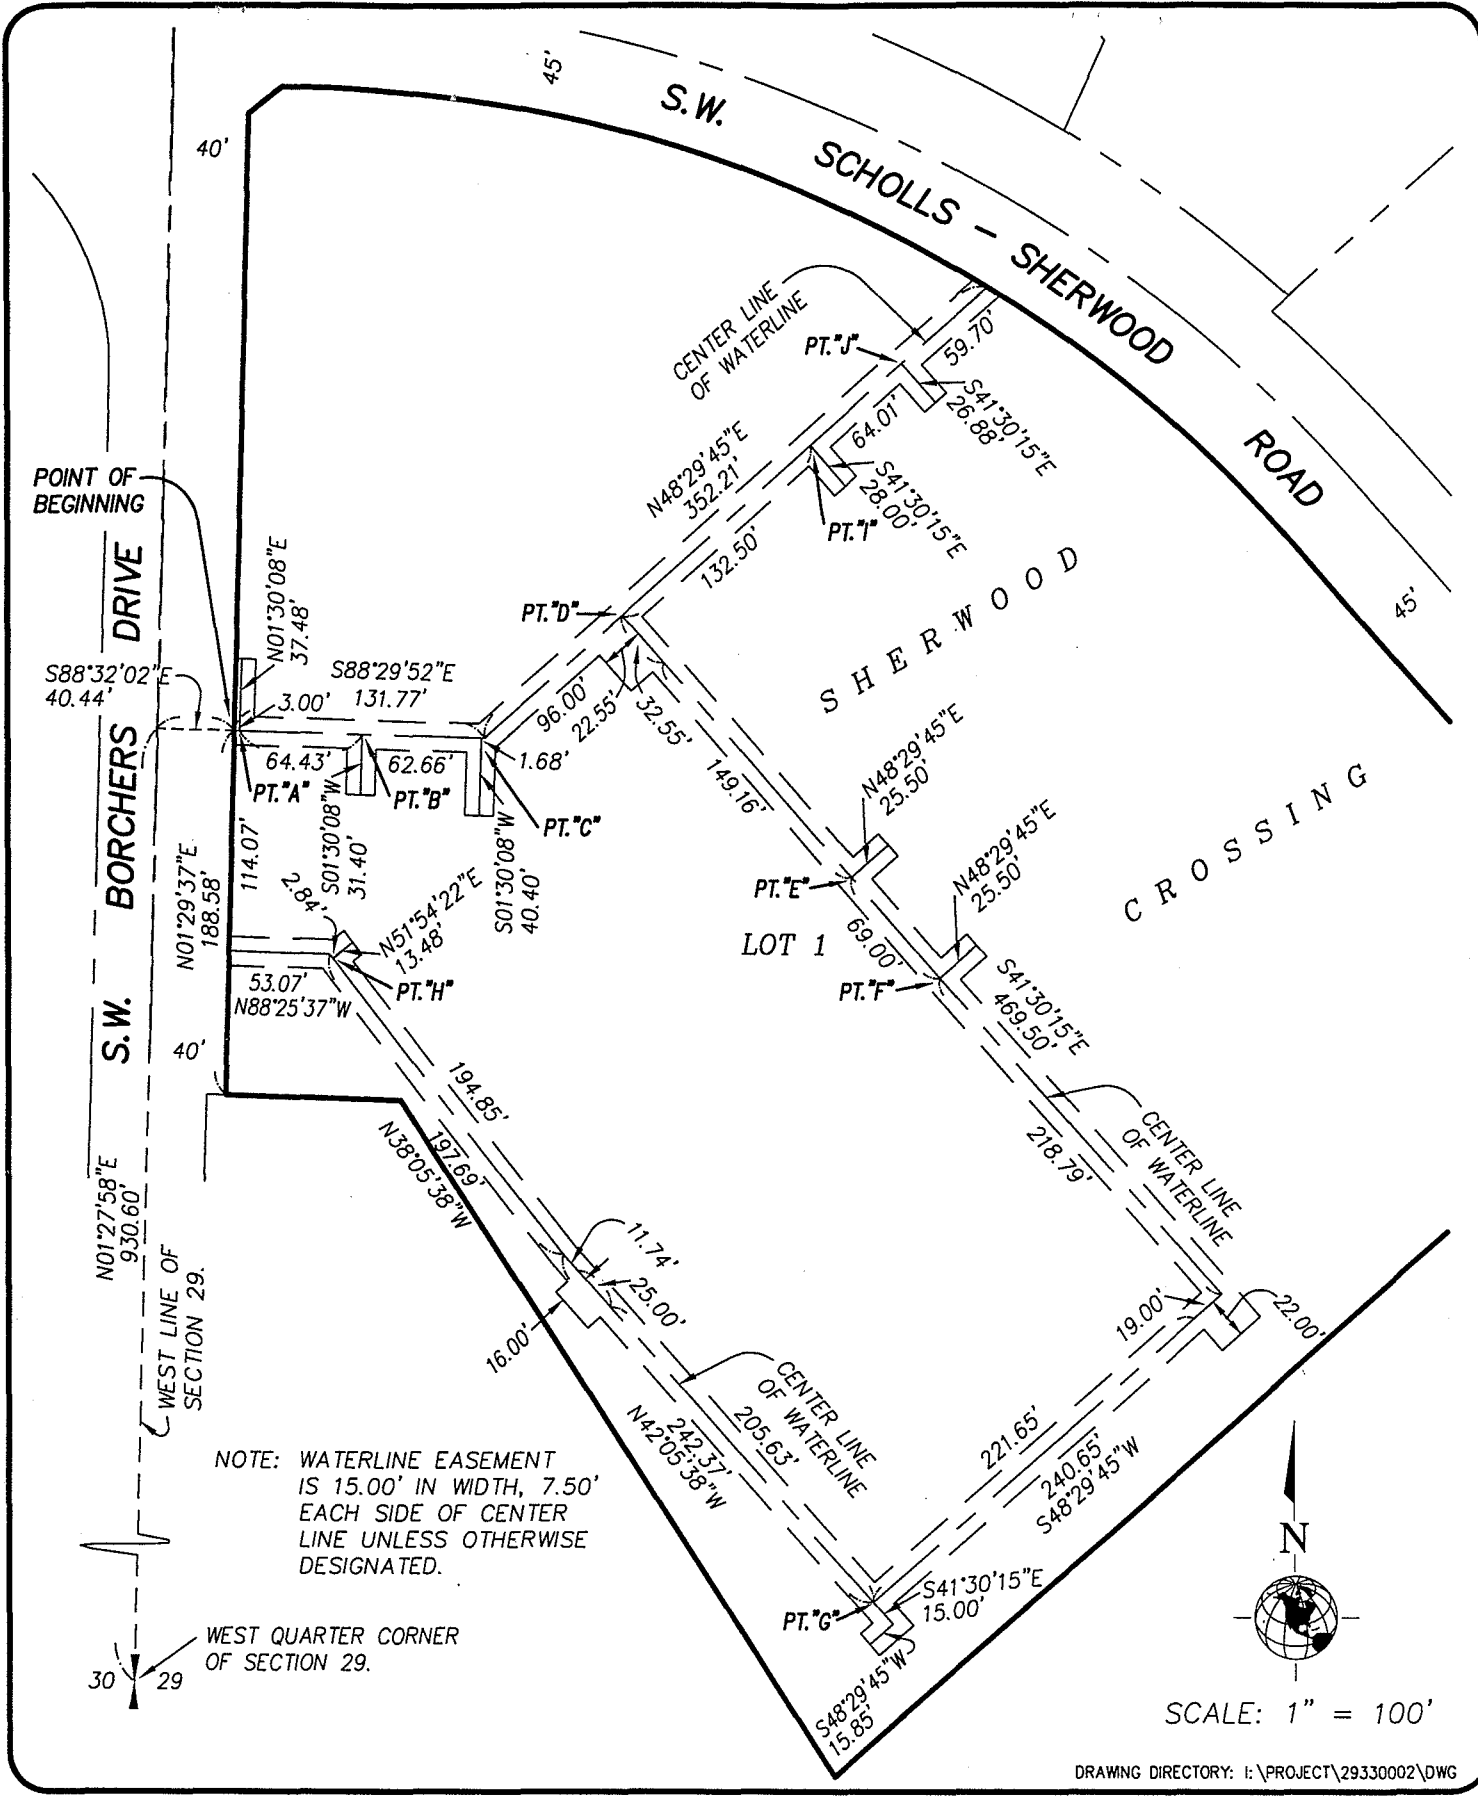 45'
S.W. SCHOLLS - SHERWOOD ROAD
40'
CENTER LINE
OF WATERLINE
PT."J"
59.70'
S41°30'15"E
26.88'
64.01'
N48°29'45"E
352.21'
S41°30'15"E
28.00'
PT."I"
132.50'
POINT OF
BEGINNING
45'
PT."D"
N01°30'08"E
37.48'
S88°32'02"E
40.44'
S88°29'52"E
131.77'
3.00'
96.00'
22.55'
32.55'
SHERWOOD
CROSSING
S.W. BORCHERS DRIVE
64.43'
62.66'
1.68'
PT."A"
PT."B"
PT."C"
149.16'
N48°29'45"E
25.50'
S01°30'08"W
31.40'
S01°30'08"W
40.40'
N01°29'37"E
188.58'
114.07'
2.84'
N51°54'22"E
13.48'
PT."E"
N48°29'45"E
25.50'
LOT 1
69.00'
PT."F"
53.07'
N88°25'37"W
PT."H"
S41°30'15"E
469.50'
40'
194.85'
197.69'
N38°05'38"W
218.79'
CENTER LINE
OF WATERLINE
N01°27'58"E
930.60'
WEST LINE OF
SECTION 29.
11.74'
25.00'
16.00'
19.00'
22.00'
CENTER LINE
OF WATERLINE
205.63'
242.37'
N42°05'38"W
221.65'
240.65'
S48°29'45"W
NOTE: WATERLINE EASEMENT
IS 15.00' IN WIDTH, 7.50'
EACH SIDE OF CENTER
LINE UNLESS OTHERWISE
DESIGNATED.
N
S41°30'15"E
15.00'
PT."G"
S48°29'45"W
15.85'
WEST QUARTER CORNER
OF SECTION 29.
30 29
SCALE: 1" = 100'
DRAWING DIRECTORY: I:\PROJECT\29330002\DWG